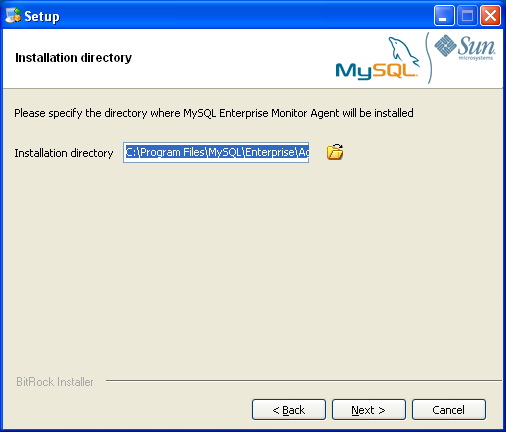 Setup
Installation directory
MySQL
Sun
microsystems
Please specify the directory where MySQL Enterprise Monitor Agent will be installed
Installation directory C:\Program Files\MySQL\Enterprise\Ag
BitRock Installer
< Back Next > Cancel